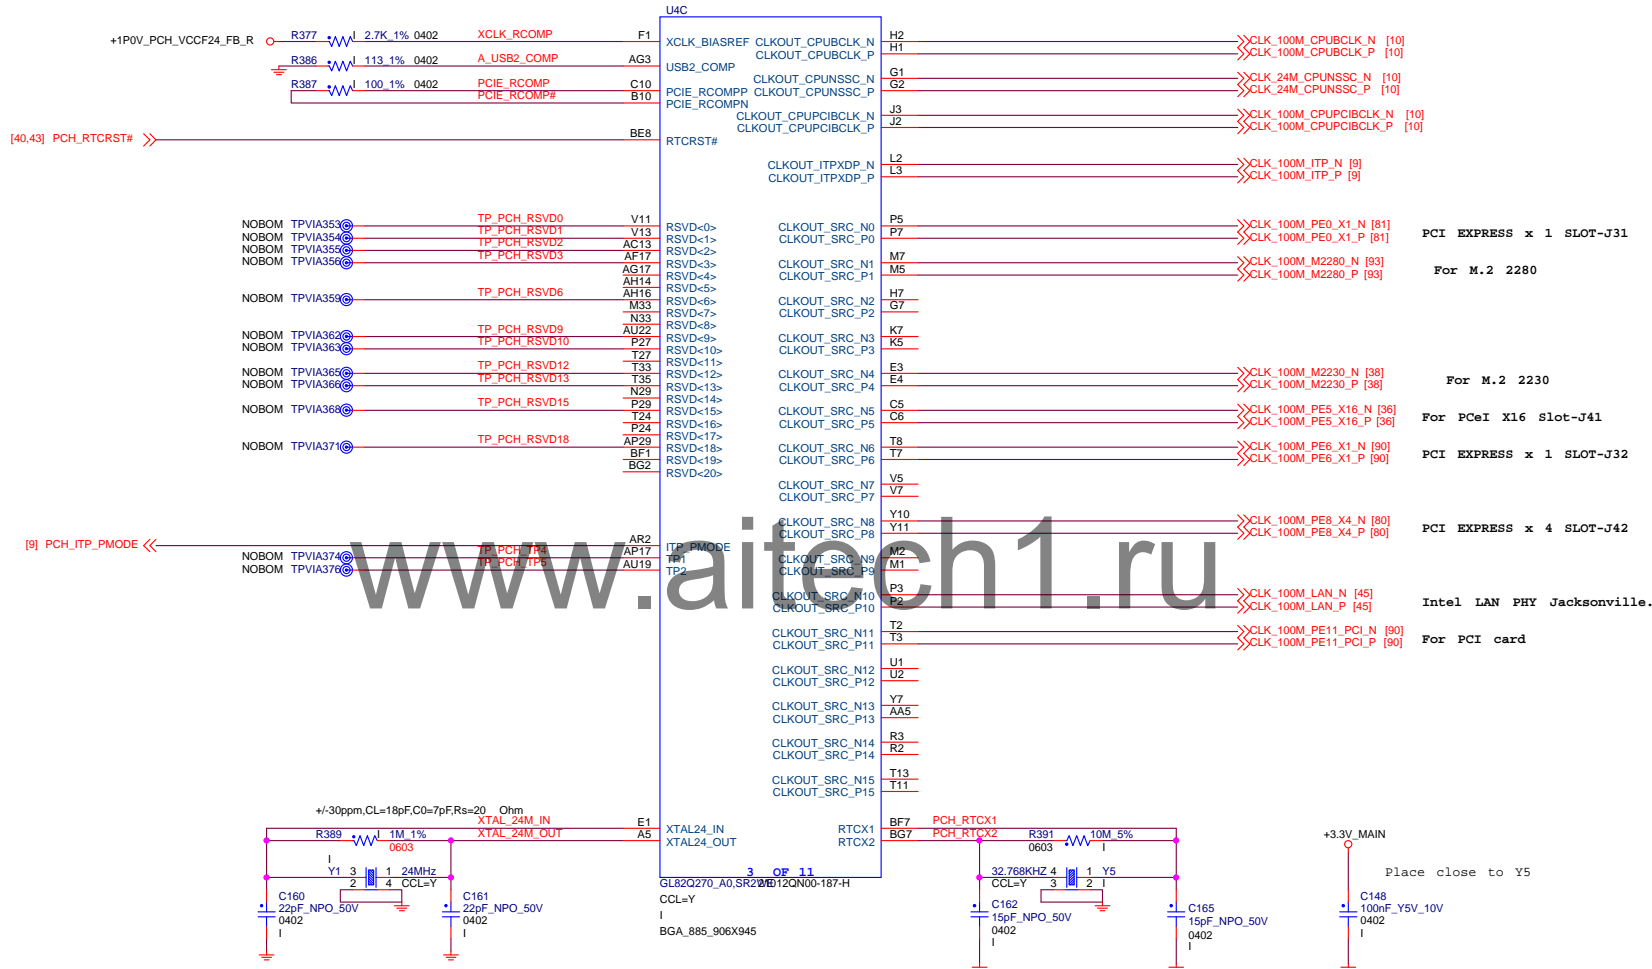 U4C
+1P0V_PCH_VCCF24_FB_R
R377 I 2.7K_1% 0402 XCLK_RCOMP F1 XCLK_BIASREF
R386 I 113_1% 0402 A_USB2_COMP AG3 USB2_COMP
R387 I 100_1% 0402 PCIE_RCOMP C10 PCIE_RCOMPP
PCIE_RCOMP# B10 PCIE_RCOMPN
[40,43] PCH_RTCRST# BE8 RTCRST#
NOBOM TPVIA353 TP_PCH_RSVD0 V11 RSVD<0>
NOBOM TPVIA354 TP_PCH_RSVD1 V13 RSVD<1>
NOBOM TPVIA355 TP_PCH_RSVD2 AC13 RSVD<2>
NOBOM TPVIA356 TP_PCH_RSVD3 AF17 RSVD<3>
AG17 RSVD<4>
AH14 RSVD<5>
NOBOM TPVIA359 TP_PCH_RSVD6 AH16 RSVD<6>
M33 RSVD<7>
N33 RSVD<8>
NOBOM TPVIA362 TP_PCH_RSVD9 AU22 RSVD<9>
NOBOM TPVIA363 TP_PCH_RSVD10 P27 RSVD<10>
T27 RSVD<11>
NOBOM TPVIA365 TP_PCH_RSVD12 T33 RSVD<12>
NOBOM TPVIA366 TP_PCH_RSVD13 T35 RSVD<13>
N29 RSVD<14>
NOBOM TPVIA368 TP_PCH_RSVD15 P29 RSVD<15>
T24 RSVD<16>
P24 RSVD<17>
NOBOM TPVIA371 TP_PCH_RSVD18 AP29 RSVD<18>
BF1 RSVD<19>
BG2 RSVD<20>
[9] PCH_ITP_PMODE AR2 ITP_PMODE
NOBOM TPVIA374 TP_PCH_TP4 AP17 TP1
NOBOM TPVIA376 TP_PCH_TP5 AU19 TP2
CLKOUT_CPUBCLK_N H2 CLK_100M_CPUBCLK_N [10]
CLKOUT_CPUBCLK_P H1 CLK_100M_CPUBCLK_P [10]
CLKOUT_CPUNSSC_N G1 CLK_24M_CPUNSSC_N [10]
CLKOUT_CPUNSSC_P G2 CLK_24M_CPUNSSC_P [10]
CLKOUT_CPUPCIBCLK_N J3 CLK_100M_CPUPCIBCLK_N [10]
CLKOUT_CPUPCIBCLK_P J2 CLK_100M_CPUPCIBCLK_P [10]
CLKOUT_ITPXDP_N L2 CLK_100M_ITP_N [9]
CLKOUT_ITPXDP_P L3 CLK_100M_ITP_P [9]
CLKOUT_SRC_N0 P5 CLK_100M_PE0_X1_N [81]
CLKOUT_SRC_P0 P7 CLK_100M_PE0_X1_P [81]
PCI EXPRESS x 1 SLOT-J31
CLKOUT_SRC_N1 M7 CLK_100M_M2280_N [93]
CLKOUT_SRC_P1 M5 CLK_100M_M2280_P [93]
For M.2 2280
CLKOUT_SRC_N2 H7
CLKOUT_SRC_P2 G7
CLKOUT_SRC_N3 K7
CLKOUT_SRC_P3 K5
CLKOUT_SRC_N4 E3 CLK_100M_M2230_N [38]
CLKOUT_SRC_P4 E4 CLK_100M_M2230_P [38]
For M.2 2230
CLKOUT_SRC_N5 C5 CLK_100M_PE5_X16_N [36]
CLKOUT_SRC_P5 C6 CLK_100M_PE5_X16_P [36]
For PCeI X16 Slot-J41
CLKOUT_SRC_N6 T8 CLK_100M_PE6_X1_N [90]
CLKOUT_SRC_P6 T7 CLK_100M_PE6_X1_P [90]
PCI EXPRESS x 1 SLOT-J32
CLKOUT_SRC_N7 V5
CLKOUT_SRC_P7 V7
CLKOUT_SRC_N8 Y10 CLK_100M_PE8_X4_N [80]
CLKOUT_SRC_P8 Y11 CLK_100M_PE8_X4_P [80]
PCI EXPRESS x 4 SLOT-J42
CLKOUT_SRC_N9 M2
CLKOUT_SRC_P9 M1
CLKOUT_SRC_N10 P3 CLK_100M_LAN_N [45]
CLKOUT_SRC_P10 P2 CLK_100M_LAN_P [45]
Intel LAN PHY Jacksonville.
CLKOUT_SRC_N11 T2 CLK_100M_PE11_PCI_N [90]
CLKOUT_SRC_P11 T3 CLK_100M_PE11_PCI_P [90]
For PCI card
CLKOUT_SRC_N12 U1
CLKOUT_SRC_P12 U2
CLKOUT_SRC_N13 Y7
CLKOUT_SRC_P13 AA5
CLKOUT_SRC_N14 R3
CLKOUT_SRC_P14 R2
CLKOUT_SRC_N15 T13
CLKOUT_SRC_P15 T11
www.aitech1.ru
+/-30ppm,CL=18pF,C0=7pF,Rs=20 Ohm
XTAL_24M_IN E1 XTAL24_IN
R389 I 1M_1% XTAL_24M_OUT A5 XTAL24_OUT
0603
I
Y1 3 1 24MHz
2 4 CCL=Y
C160
22pF_NPO_50V
0402
I
C161
22pF_NPO_50V
0402
I
3 OF 11
GL82Q270_A0,SR2WE
CCL=Y
I
BGA_885_906X945
RTCX1 BF7 PCH_RTCX1
RTCX2 BG7 PCH_RTCX2
R391 10M_5%
0603 I
32.768KHZ 4 1 Y5
CCL=Y 3 2 I
C162
15pF_NPO_50V
0402
I
C165
15pF_NPO_50V
0402
I
+3.3V_MAIN
Place close to Y5
C148
100nF_Y5V_10V
0402
I